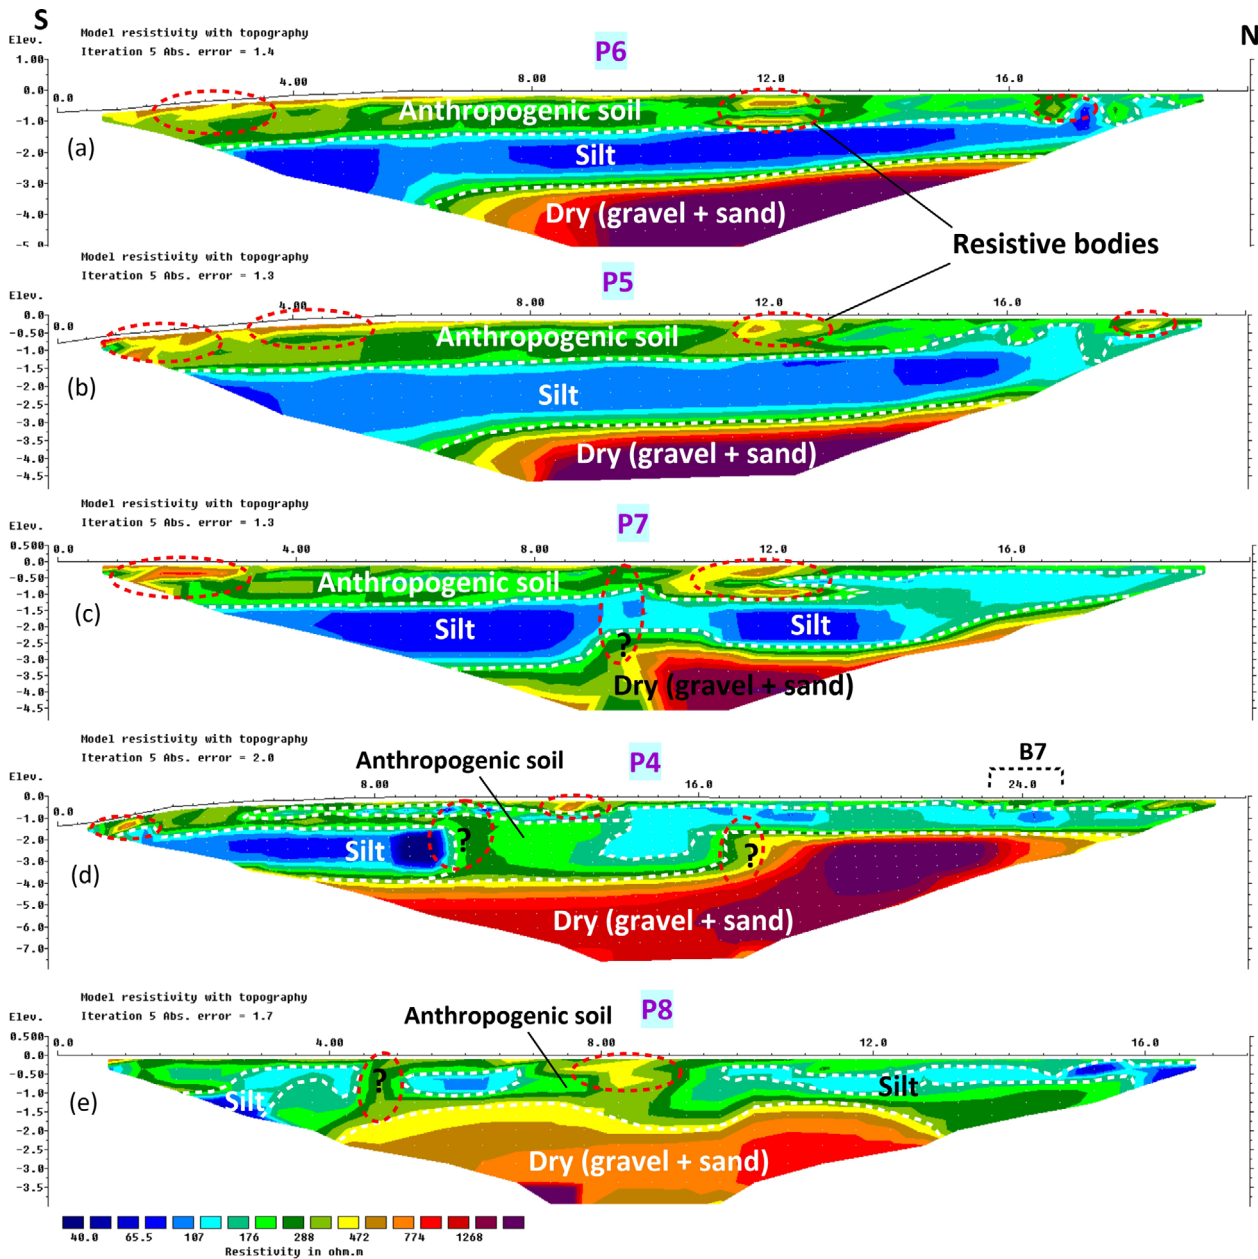 S
N
Model resistivity with topography
Iteration 5 Abs. error = 1.4
P6
Elev.
1.00
0.0
-1.0
-2.0
-3.0
-4.0
-5.0
0.0
4.00
8.00
12.0
16.0
Anthropogenic soil
Silt
Dry (gravel + sand)
(a)
Resistive bodies
Model resistivity with topography
Iteration 5 Abs. error = 1.3
P5
Elev.
0.0
-0.50
-1.0
-1.5
-2.0
-2.5
-3.0
-3.5
-4.0
-4.5
0.0
4.00
8.00
12.0
16.0
Anthropogenic soil
Silt
Dry (gravel + sand)
(b)
Model resistivity with topography
Iteration 5 Abs. error = 1.3
P7
Elev.
0.500
0.0
-0.5
-1.0
-1.5
-2.0
-2.5
-3.0
-3.5
-4.0
-4.5
0.0
4.00
8.00
12.0
16.0
Anthropogenic soil
Silt
Silt
?
Dry (gravel + sand)
(c)
Model resistivity with topography
Iteration 5 Abs. error = 2.0
Anthropogenic soil
P4
B7
Elev.
0.0
-1.0
-2.0
-3.0
-4.0
-5.0
-6.0
-7.0
0.0
8.00
16.0
24.0
Silt
?
?
Dry (gravel + sand)
(d)
Model resistivity with topography
Iteration 5 Abs. error = 1.7
Anthropogenic soil
P8
Elev.
0.500
0.0
-0.50
-1.0
-1.5
-2.0
-2.5
-3.0
-3.5
0.0
4.00
8.00
12.0
16.0
?
Silt
Silt
Dry (gravel + sand)
(e)
40.0 65.5 107 176 288 472 774 1268
Resistivity in ohm.m